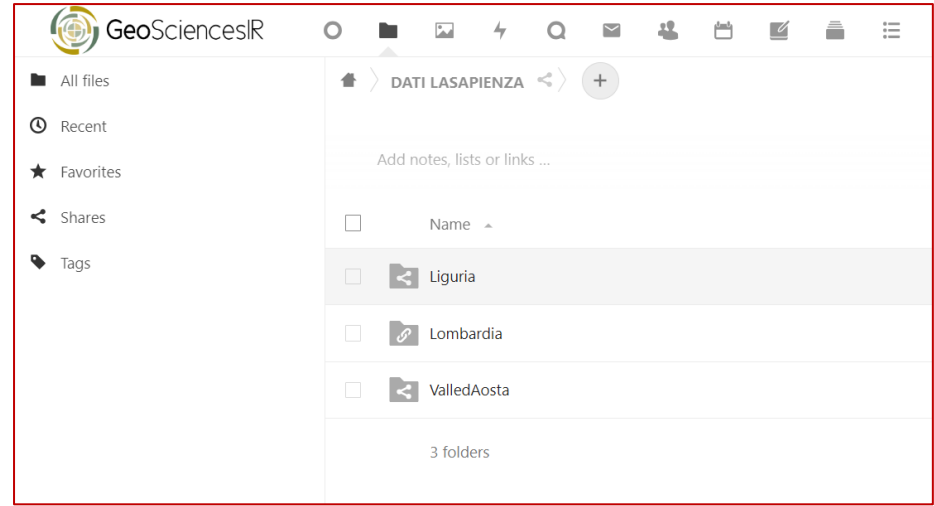 GeoSciencesIR
All files
Recent
Favorites
Shares
Tags
DATI LASAPIENZA
Add notes, lists or links ...
Name
Liguria
Lombardia
ValledAosta
3 folders